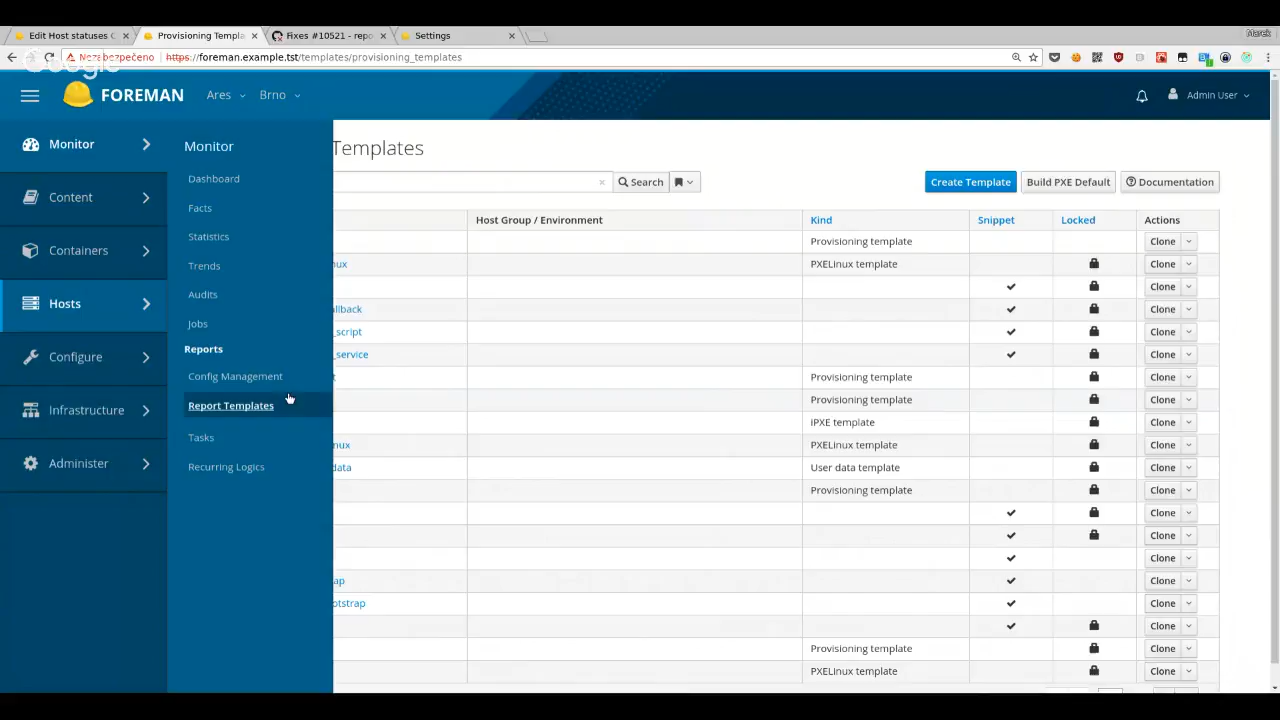 Edit Host statuses
Provisioning Templa
Fixes #10521 - repo
Settings
Marek
Nezabezpečeno
https://foreman.example.tst/templates/provisioning_templates
Google
FOREMAN
Ares
Brno
Admin User
Monitor
Content
Containers
Hosts
Configure
Infrastructure
Administer
Monitor
Dashboard
Facts
Statistics
Trends
Audits
Jobs
Reports
Config Management
Report Templates
Tasks
Recurring Logics
Templates
Search
Create Template
Build PXE Default
Documentation
Host Group / Environment Kind Snippet Locked Actions
Provisioning template Clone
nux PXELinux template Clone
Clone
allback Clone
_script Clone
_service Clone
t Provisioning template Clone
Provisioning template Clone
iPXE template Clone
nux PXELinux template Clone
data User data template Clone
Provisioning template Clone
Clone
Clone
Clone
ap Clone
otstrap Clone
Clone
Provisioning template Clone
PXELinux template Clone